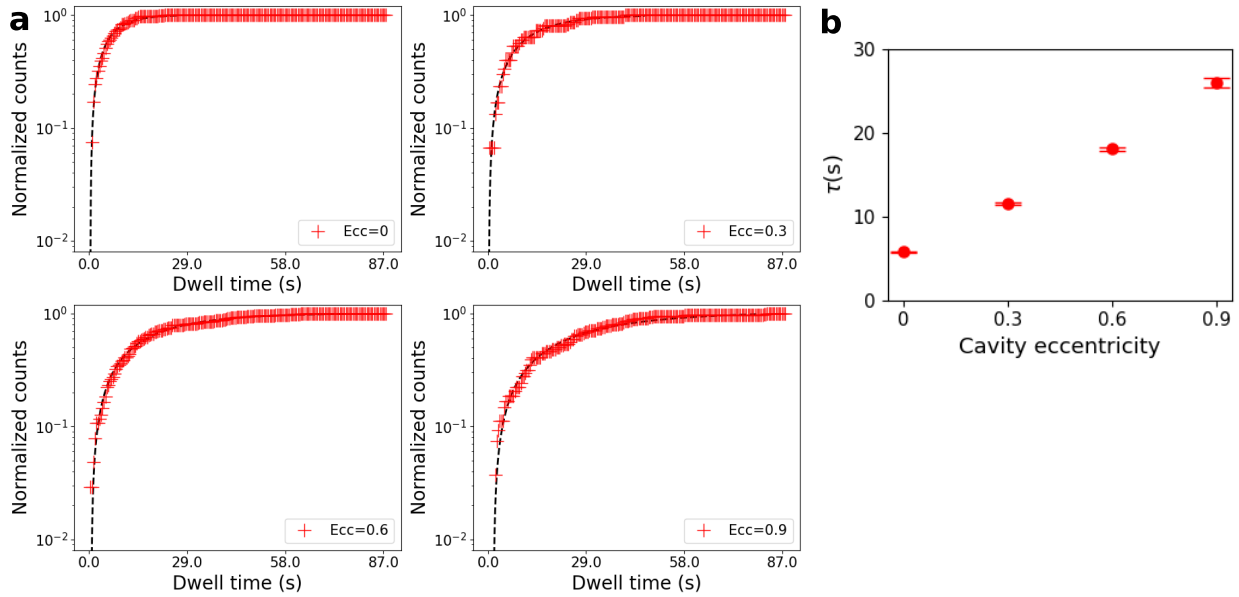 a
Normalized counts
10⁰
10⁻¹
10⁻²
0.0 29.0 58.0 87.0
Dwell time (s)
Ecc=0
Normalized counts
10⁰
10⁻¹
10⁻²
0.0 29.0 58.0 87.0
Dwell time (s)
Ecc=0.3
b
τ(s)
30
20
10
0
0 0.3 0.6 0.9
Cavity eccentricity
Normalized counts
10⁰
10⁻¹
10⁻²
0.0 29.0 58.0 87.0
Dwell time (s)
Ecc=0.6
Normalized counts
10⁰
10⁻¹
10⁻²
0.0 29.0 58.0 87.0
Dwell time (s)
Ecc=0.9